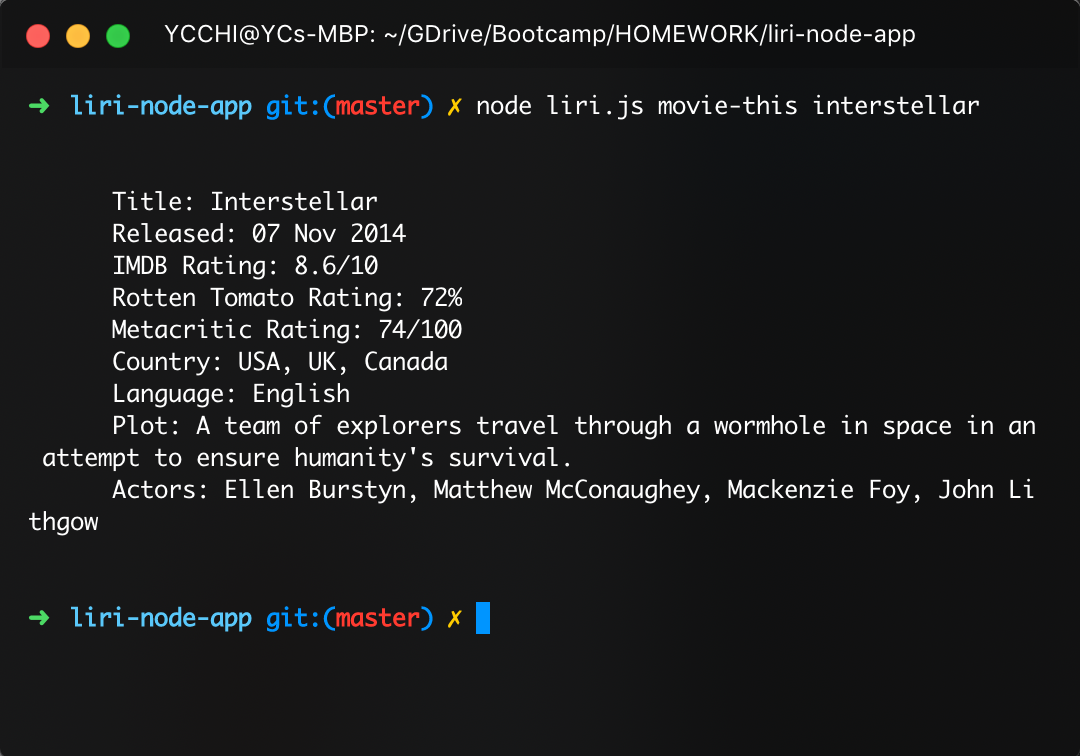 YCCHI@YCs-MBP: ~/GDrive/Bootcamp/HOMEWORK/liri-node-app
➜ liri-node-app git:(master) ✗ node liri.js movie-this interstellar
Title: Interstellar
Released: 07 Nov 2014
IMDB Rating: 8.6/10
Rotten Tomato Rating: 72%
Metacritic Rating: 74/100
Country: USA, UK, Canada
Language: English
Plot: A team of explorers travel through a wormhole in space in an
attempt to ensure humanity's survival.
Actors: Ellen Burstyn, Matthew McConaughey, Mackenzie Foy, John Li
thgow
➜ liri-node-app git:(master) ✗